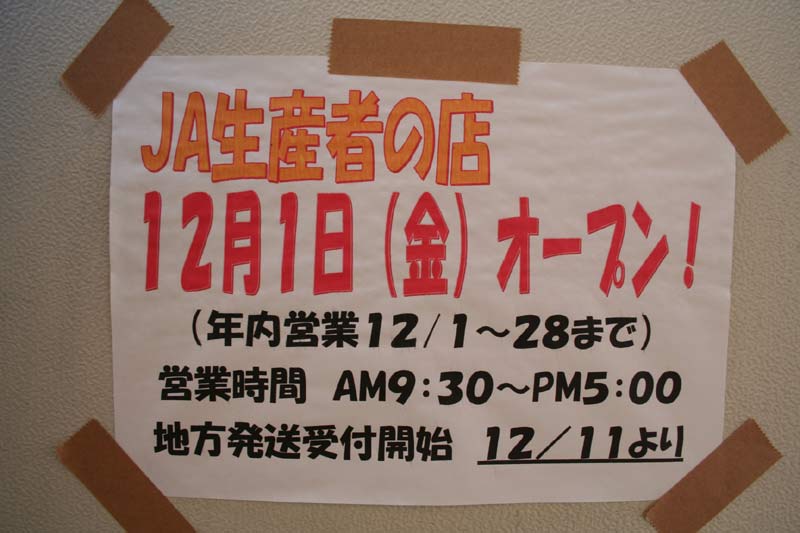 JA生産者の店
12月1日(金)オープン!
(年内営業12/1〜28まで)
営業時間 AM9:30〜PM5:00
地方発送受付開始 12/11より